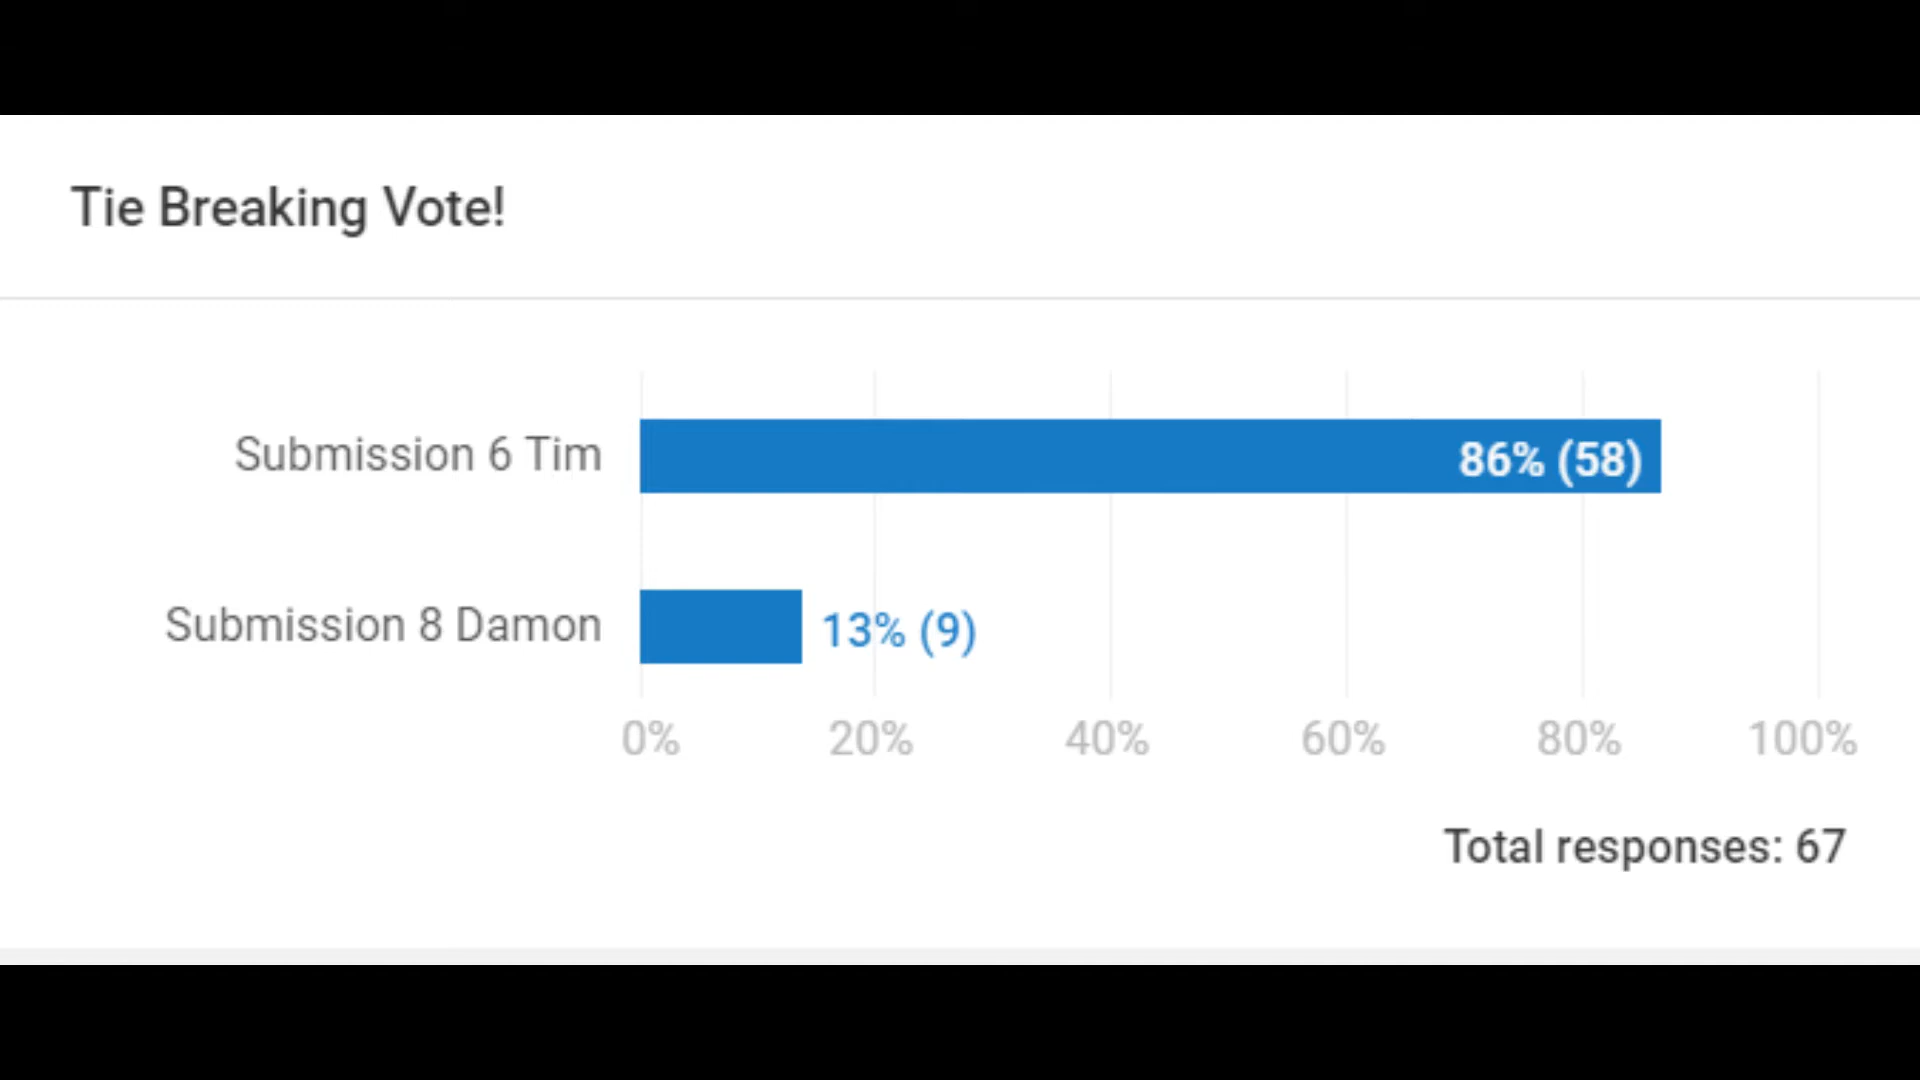 Tie Breaking Vote!
Submission 6 Tim
86% (58)
Submission 8 Damon
13% (9)
0% 20% 40% 60% 80% 100%
Total responses: 67